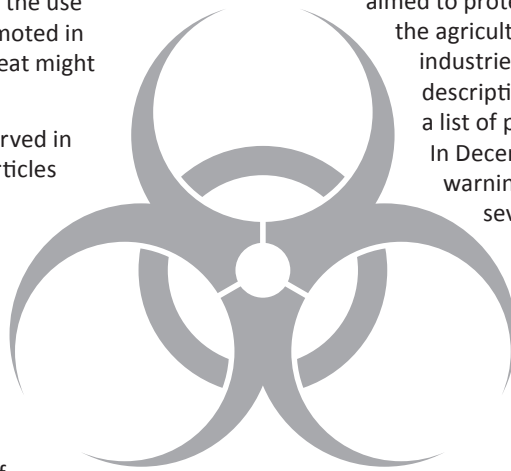 the use
moted in
eat might
rved in
rticles
f
aimed to prote
the agricult
industrie
descripti
a list of p
In Decer
warnin
sev